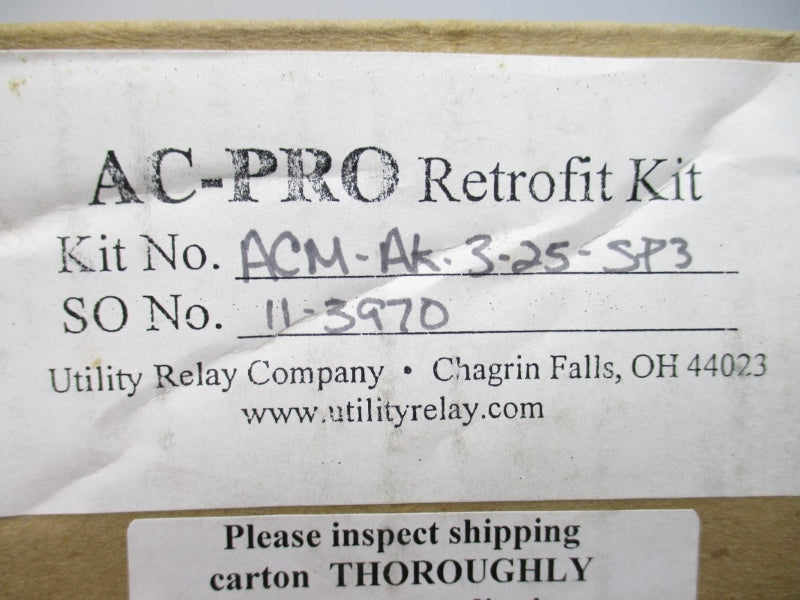 AC-PRO Retrofit Kit
Kit No. ACM-AK-3-25-SP3
SO No. 11-3970
Utility Relay Company • Chagrin Falls, OH 44023
www.utilityrelay.com
Please inspect shipping
carton THOROUGHLY